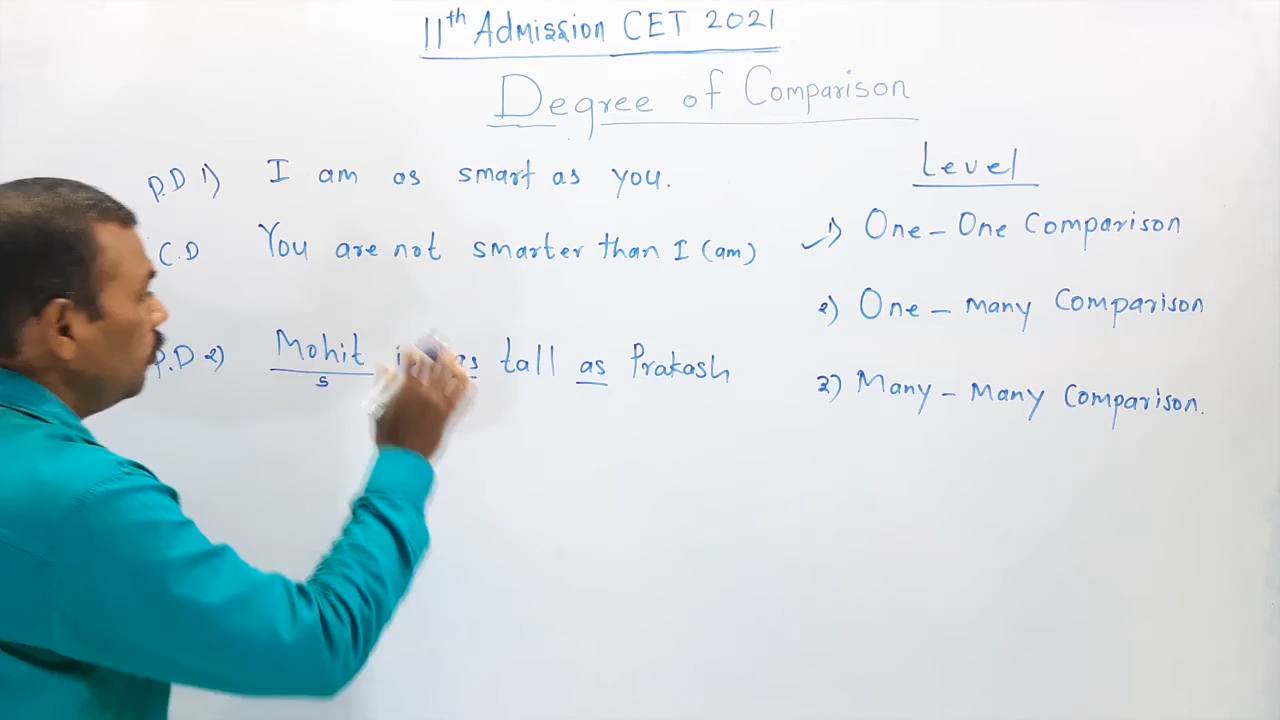 11th Admission CET 2021
Degree of Comparison
P.D 1) I am as smart as you.
C.D You are not smarter than I (am)
P.D 2) Mohit as tall as Prakash
s
Level
1) One - One Comparison
2) One - Many Comparison
3) Many - Many Comparison.